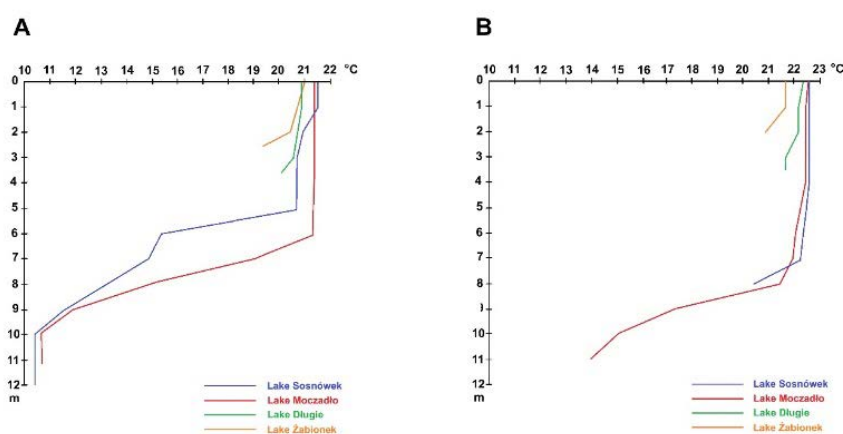 A
10 11 12 13 14 15 16 17 18 19 20 21 22 °C
0
1
2
3
4
5
6
7
8
9
10
11
12
m
Lake Sosnówek
Lake Moczadło
Lake Długie
Lake Żabionek
B
10 11 12 13 14 15 16 17 18 19 20 21 22 23 °C
0
1
2
3
4
5
6
7
8
9
10
11
12
m
Lake Sosnówek
Lake Moczadło
Lake Długie
Lake Żabionek